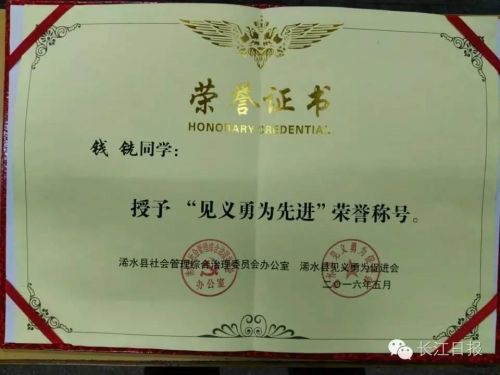 荣誉证书
HONORARY CREDENTIAL
钱 铣同学：
授予“见义勇为先进”荣誉称号。
浠水县社会管理综合治理委员会办公室 浠水县见义勇为促进会
二〇一六年五月
办公室
长江日报